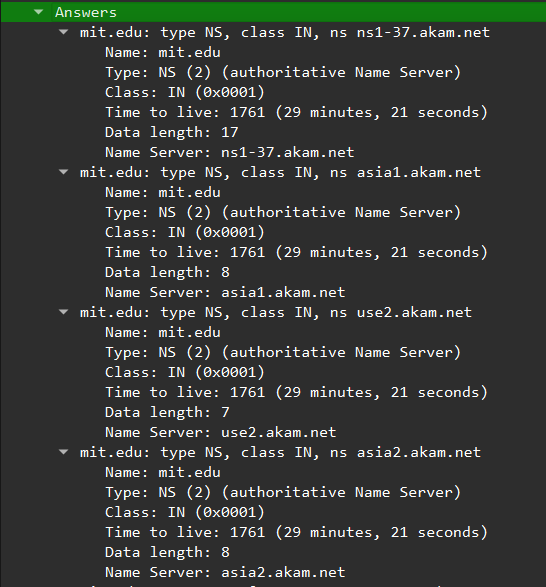 Answers
mit.edu: type NS, class IN, ns ns1-37.akam.net
Name: mit.edu
Type: NS (2) (authoritative Name Server)
Class: IN (0x0001)
Time to live: 1761 (29 minutes, 21 seconds)
Data length: 17
Name Server: ns1-37.akam.net
mit.edu: type NS, class IN, ns asia1.akam.net
Name: mit.edu
Type: NS (2) (authoritative Name Server)
Class: IN (0x0001)
Time to live: 1761 (29 minutes, 21 seconds)
Data length: 8
Name Server: asia1.akam.net
mit.edu: type NS, class IN, ns use2.akam.net
Name: mit.edu
Type: NS (2) (authoritative Name Server)
Class: IN (0x0001)
Time to live: 1761 (29 minutes, 21 seconds)
Data length: 7
Name Server: use2.akam.net
mit.edu: type NS, class IN, ns asia2.akam.net
Name: mit.edu
Type: NS (2) (authoritative Name Server)
Class: IN (0x0001)
Time to live: 1761 (29 minutes, 21 seconds)
Data length: 8
Name Server: asia2.akam.net